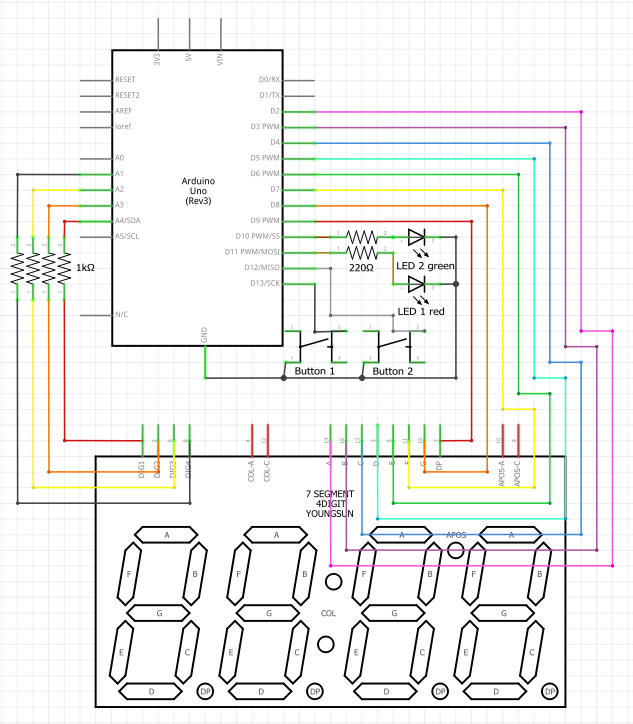 3V3
5V
VIN
RESET
RESET2
AREF
ioref
A0
A1
A2
A3
A4/SDA
A5/SCL
N/C
Arduino
Uno
(Rev3)
D0/RX
D1/TX
D2
D3 PWM
D4
D5 PWM
D6 PWM
D7
D8
D9 PWM
D10 PWM/SS
D11 PWM/MOSI
D12/MISO
D13/SCK
GND
1kΩ
220Ω
LED 2 green
LED 1 red
Button 1
Button 2
DIG1
DIG2
DIG3
DIG4
COL-A
COL-C
A
B
C
D
E
F
G
DP
APOS-A
APOS-C
7 SEGMENT
4DIGIT
YOUNGSUN
A
A
A
APOS
A
F
B
F
B
F
B
F
B
G
G
COL
G
G
E
C
E
C
E
C
E
C
D
DP
D
DP
D
DP
D
DP